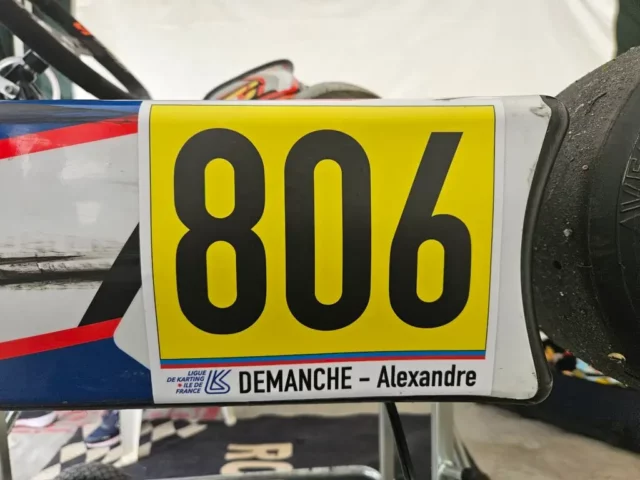 806
LIGUE
DE KARTING
ILE DE
FRANCE
DEMANCHE - Alexandre